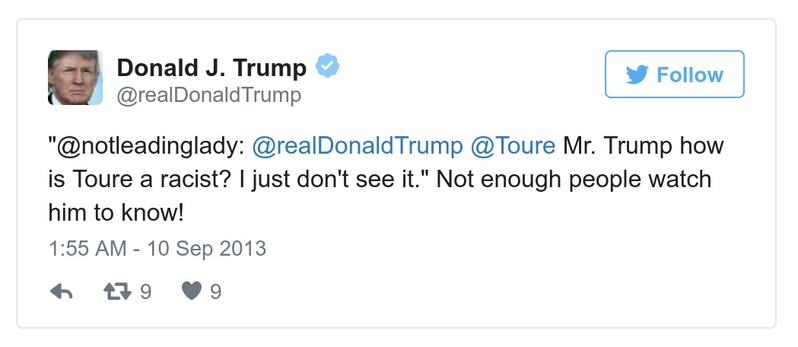 Donald J. Trump
@realDonaldTrump
Follow
"@notleadinglady: @realDonaldTrump @Toure Mr. Trump how
is Toure a racist? I just don't see it." Not enough people watch
him to know!
1:55 AM - 10 Sep 2013
9 9